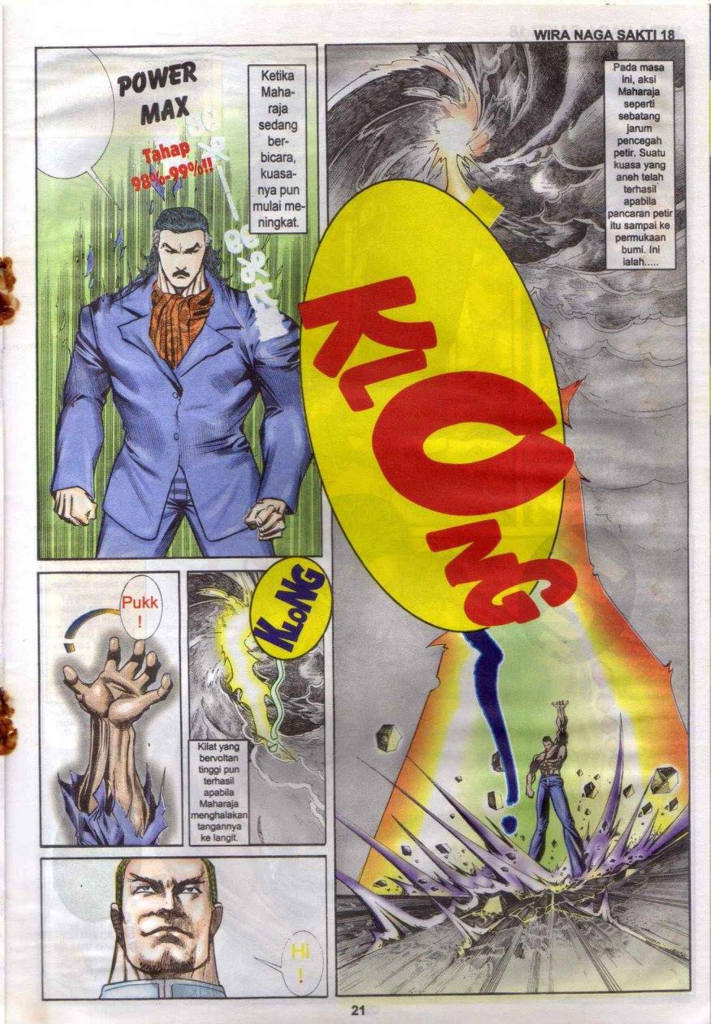 WIRA NAGA SAKTI 18
POWER
MAX
Tahap
98%-99%!!
Ketika
Maha-
raja
sedang
ber-
bicara,
kuasa-
nya pun
mulai me-
ningkat.
Pada masa
ini, aksi
Maharaja
seperti
sebatang
jarum
pencegah
petir. Suatu
kuasa yang
aneh telah
terhasil
apabila
pancaran petir
itu sampai ke
permukaan
bumi. Ini
ialah.....
KLONG
Pukk
!
KLONG
Kilat yang
bervoltan
tinggi pun
terhasil
apabila
Maharaja
menghalakan
tangannya
ke langit.
Hi
!
21